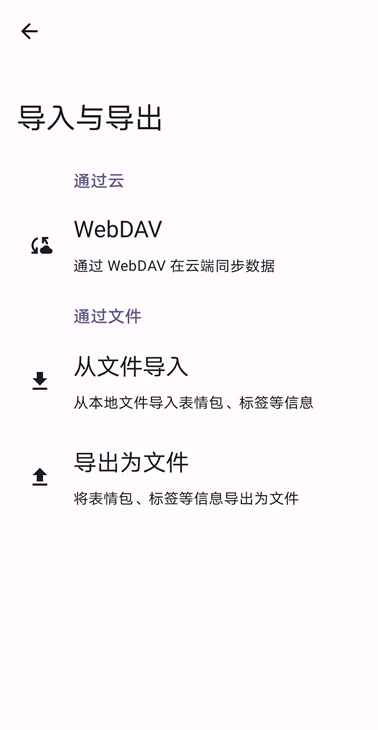 导入与导出
通过云
WebDAV
通过 WebDAV 在云端同步数据
通过文件
从文件导入
从本地文件导入表情包、标签等信息
导出为文件
将表情包、标签等信息导出为文件